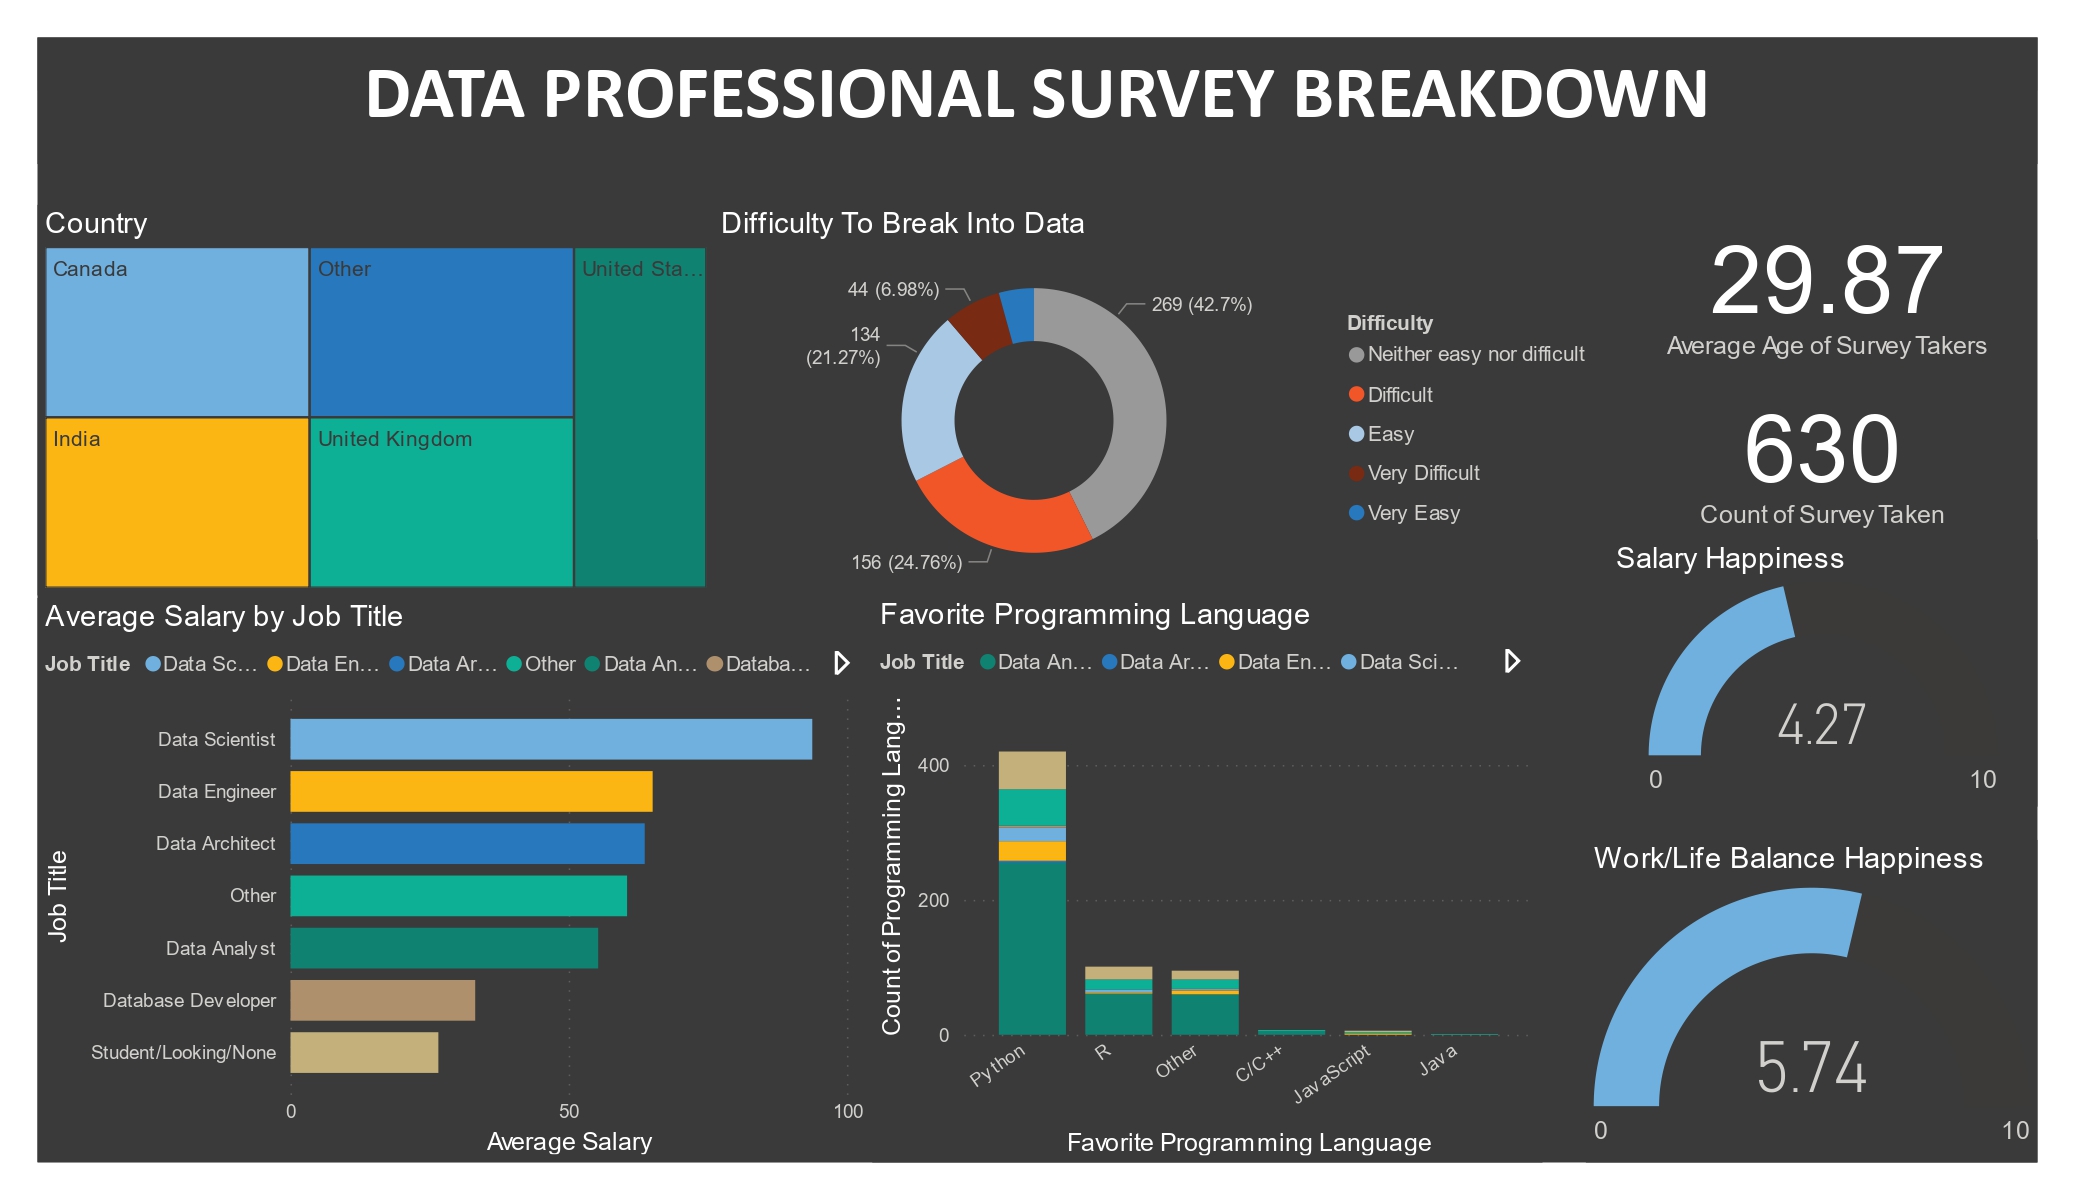 DATA PROFESSIONAL SURVEY BREAKDOWN
Country
Canada
Other
United Sta...
India
United Kingdom
Difficulty To Break Into Data
44 (6.98%)
269 (42.7%)
134
(21.27%)
156 (24.76%)
Difficulty
Neither easy nor difficult
Difficult
Easy
Very Difficult
Very Easy
29.87
Average Age of Survey Takers
630
Count of Survey Taken
Average Salary by Job Title
Job Title Data Sc... Data En... Data Ar... Other Data An... Databa...
Job Title
Data Scientist
Data Engineer
Data Architect
Other
Data Analyst
Database Developer
Student/Looking/None
0 50 100
Average Salary
Favorite Programming Language
Job Title Data An... Data Ar... Data En... Data Sci...
Count of Programming Lang...
400
200
0
Python R Other C/C++ JavaScript Java
Favorite Programming Language
Salary Happiness
4.27
0 10
Work/Life Balance Happiness
5.74
0 10